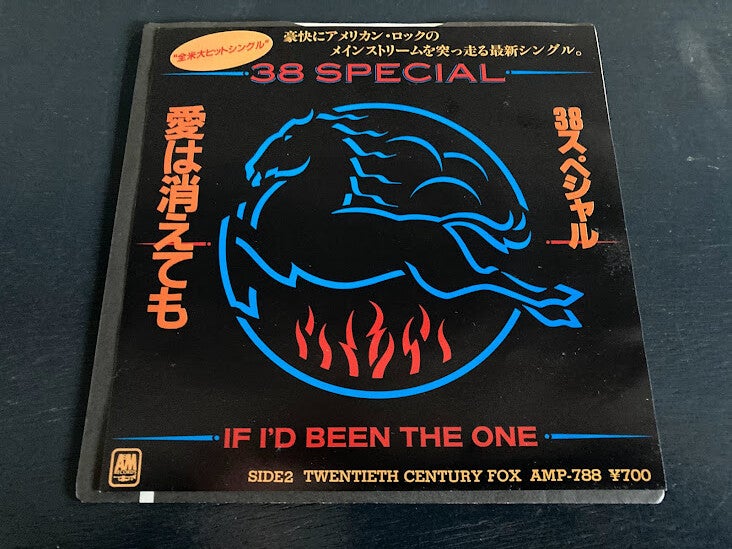 "全米大ヒットシングル"
豪快にアメリカン・ロックの
メインストリームを突っ走る最新シングル。
38 SPECIAL
愛は消えても
38スペシャル
IF I'D BEEN THE ONE
A&M
RECORDS
SIDE2 TWENTIETH CENTURY FOX AMP-788 ¥700